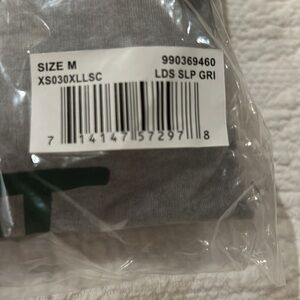 SIZE M 990369460
XS030XLLSC LDS SLP GRI
7 14147 57297 8